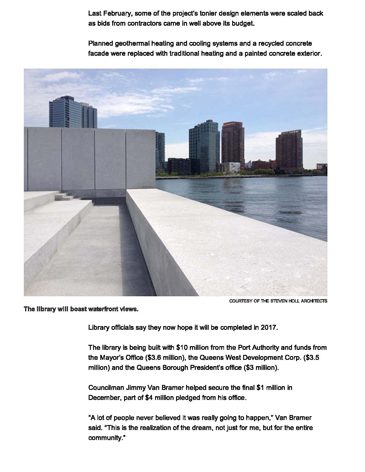 Last February, some of the project's tonier design elements were scaled back
as bids from contractors came in well above its budget.
Planned geothermal heating and cooling systems and a recycled concrete
facade were replaced with traditional heating and a painted concrete exterior.
COURTESY OF THE STEVEN HOLL ARCHITECTS
The library will boast waterfront views.
Library officials say they now hope it will be completed in 2017.
The library is being built with $10 million from the Port Authority and funds from
the Mayor's Office ($3.6 million), the Queens West Development Corp. ($3.5
million) and the Queens Borough President's office ($3 million).
Councilman Jimmy Van Bramer helped secure the final $1 million in
December, part of $4 million pledged from his office.
"A lot of people never believed it was really going to happen," Van Bramer
said. "This is the realization of the dream, not just for me, but for the entire
community."